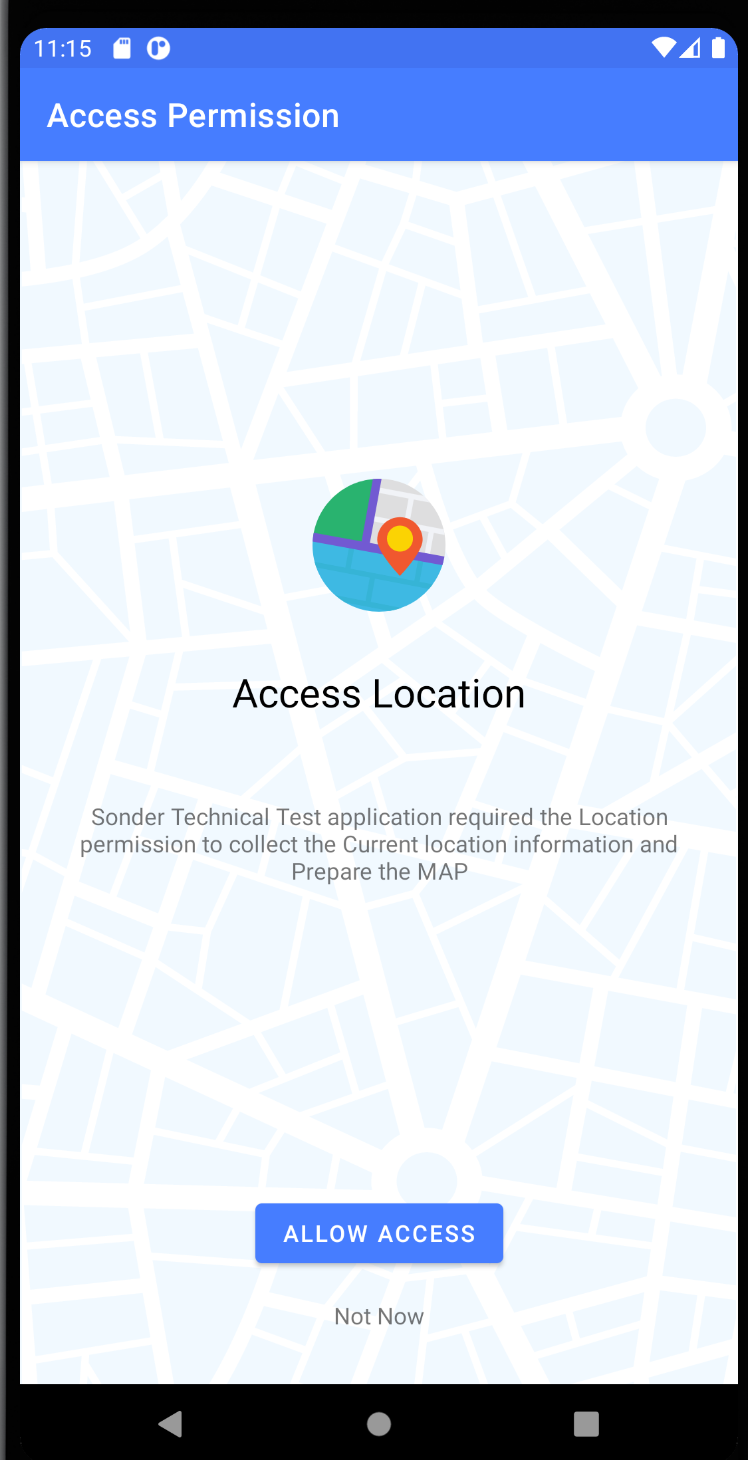 11:15
Access Permission
Access Location
Sonder Technical Test application required the Location
permission to collect the Current location information and
Prepare the MAP
ALLOW ACCESS
Not Now